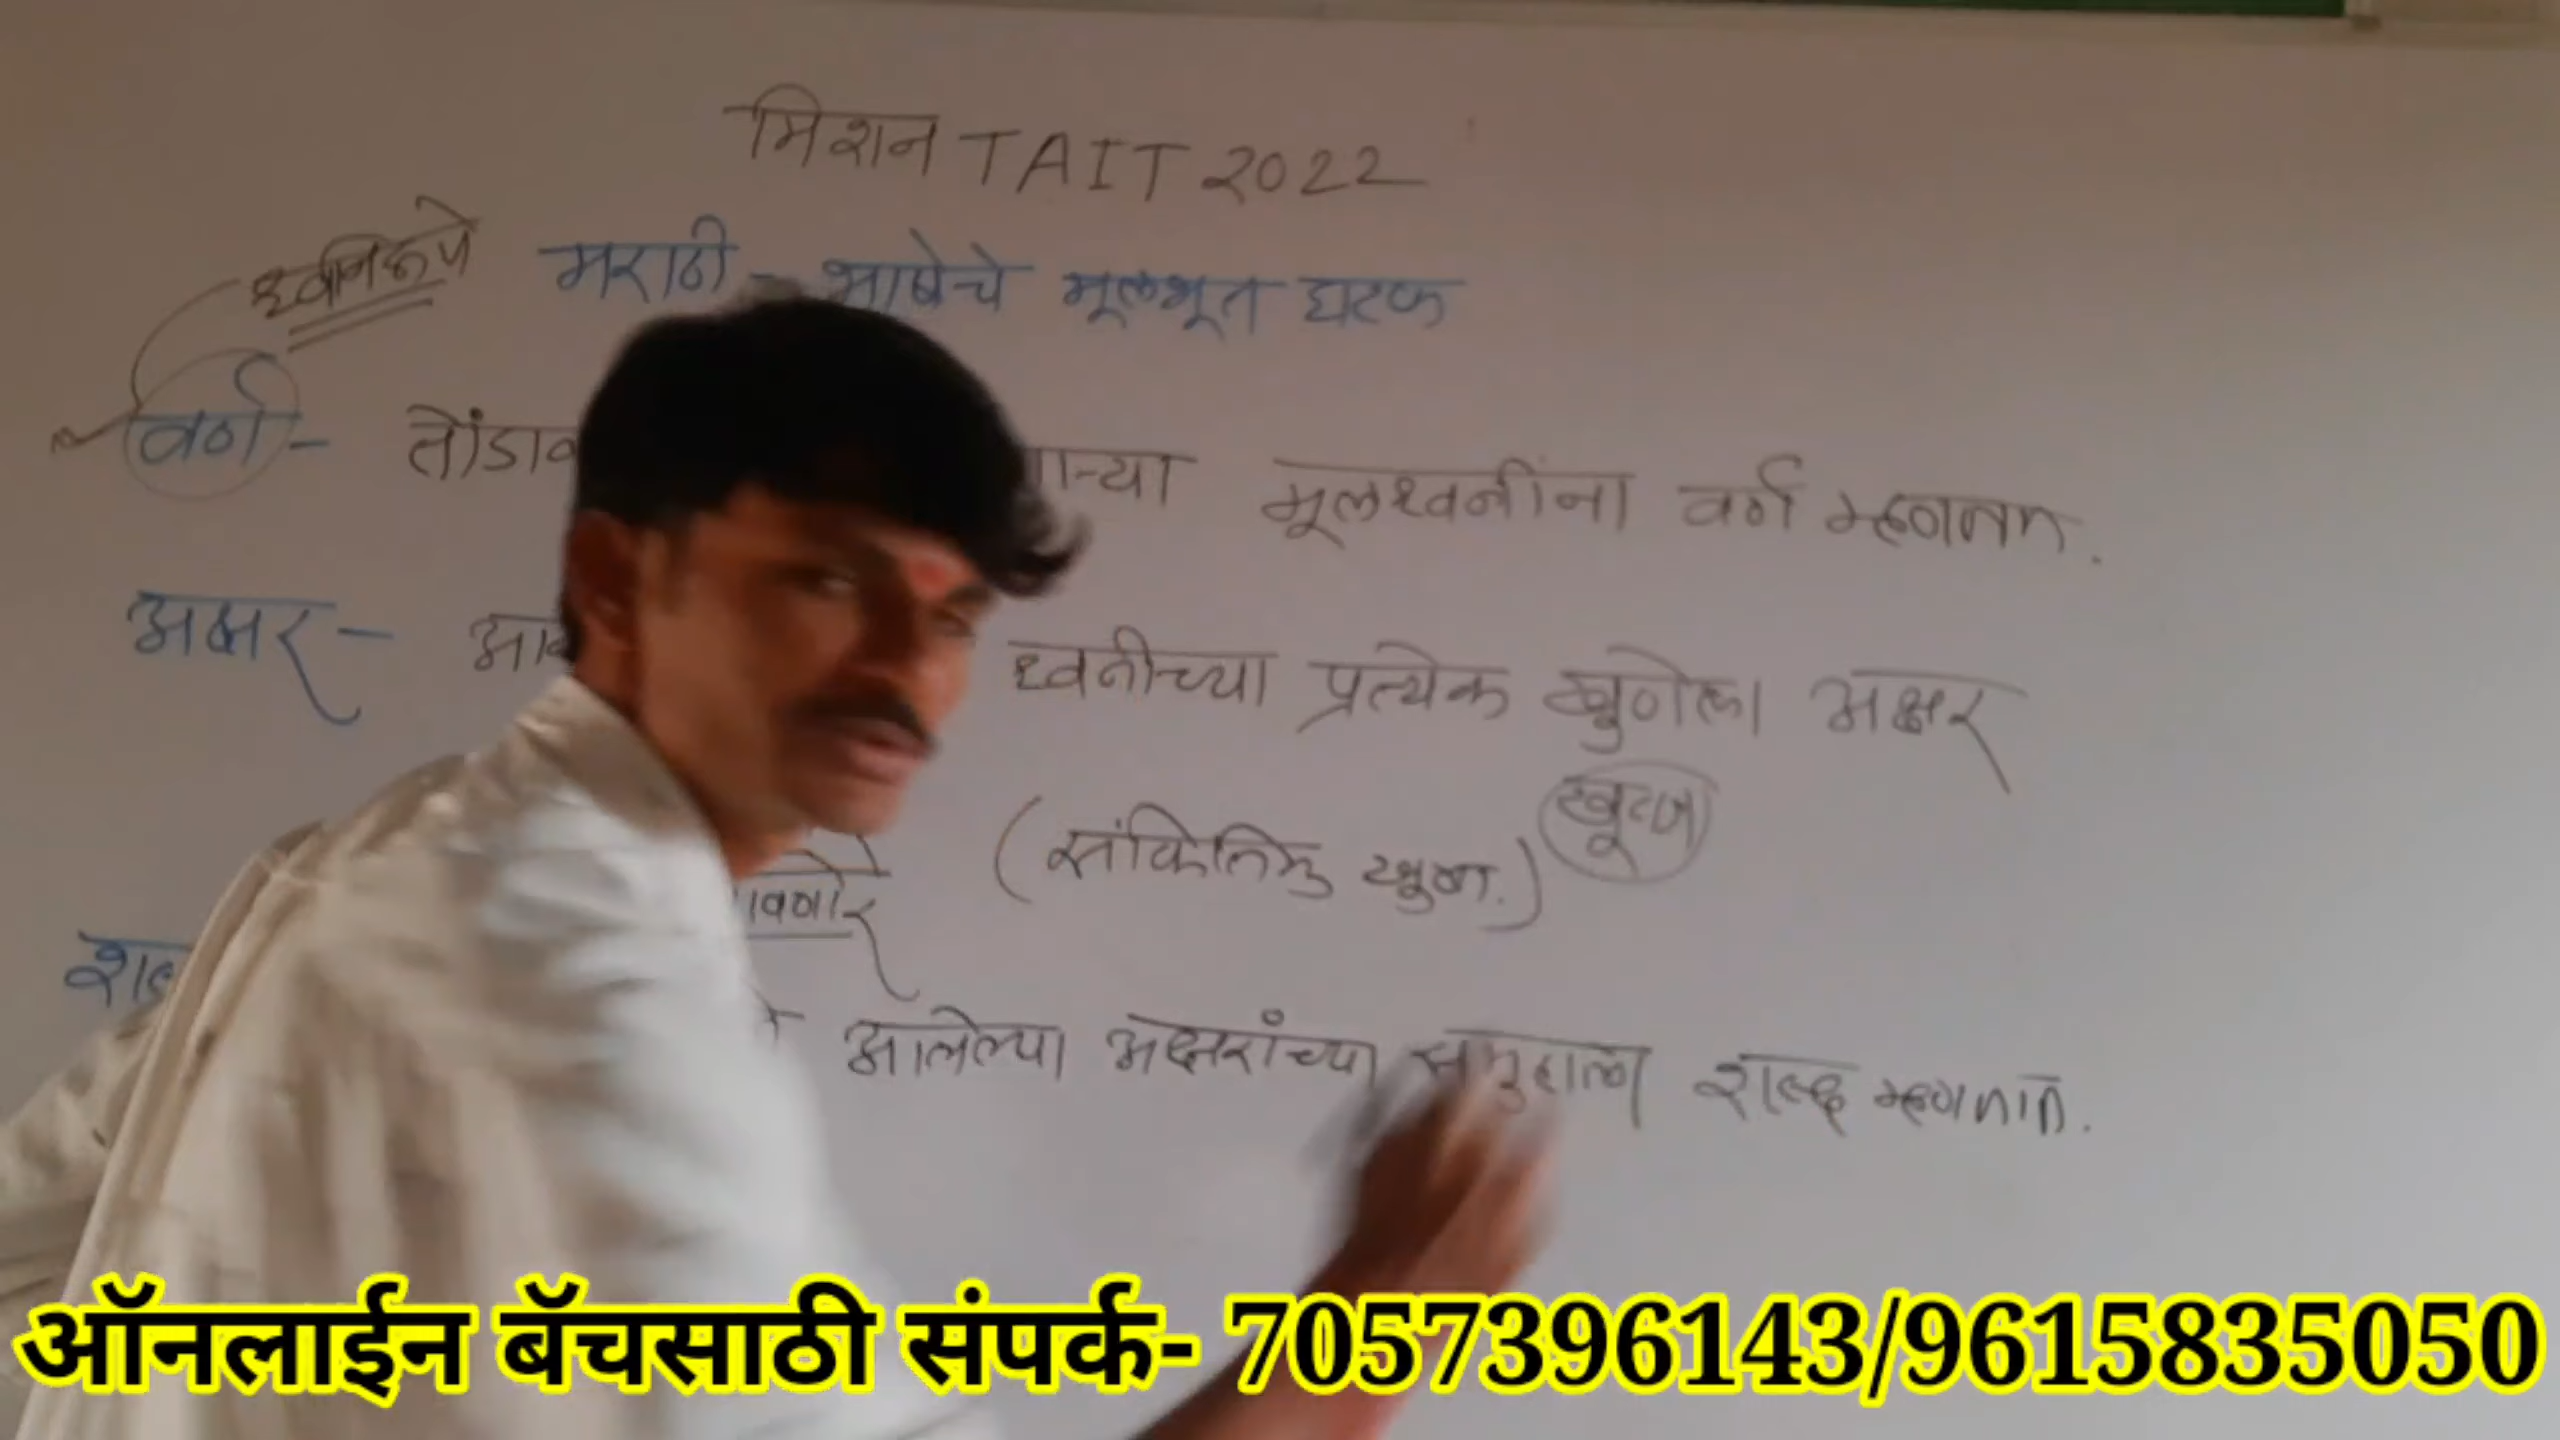 मिशन TAIT 2022
ध्वनिरूपे
मराठी - भाषेचे मूलभूत घटक
वर्ण - तोंडाव णाऱ्या मूलध्वनींना वर्ण म्हणतात.
अक्षर - आ ध्वनीच्या प्रत्येक खुणेला अक्षर
(सांकेतिक खुणा.)
आलेल्या अक्षरांच्या समुहाला शब्द म्हणतात.
ऑनलाईन बॅचसाठी संपर्क- 7057396143/9615835050